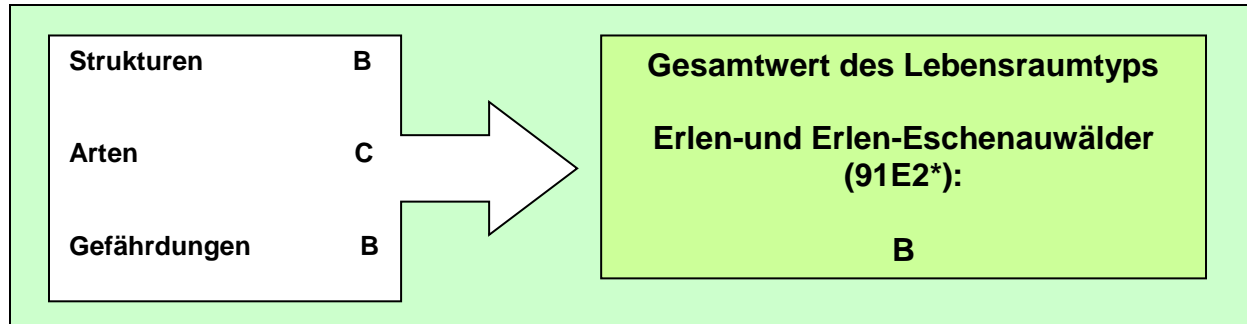 Strukturen B
Arten C
Gefährdungen B
Gesamtwert des Lebensraumtyps
Erlen-und Erlen-Eschenauwälder
(91E2*):
B